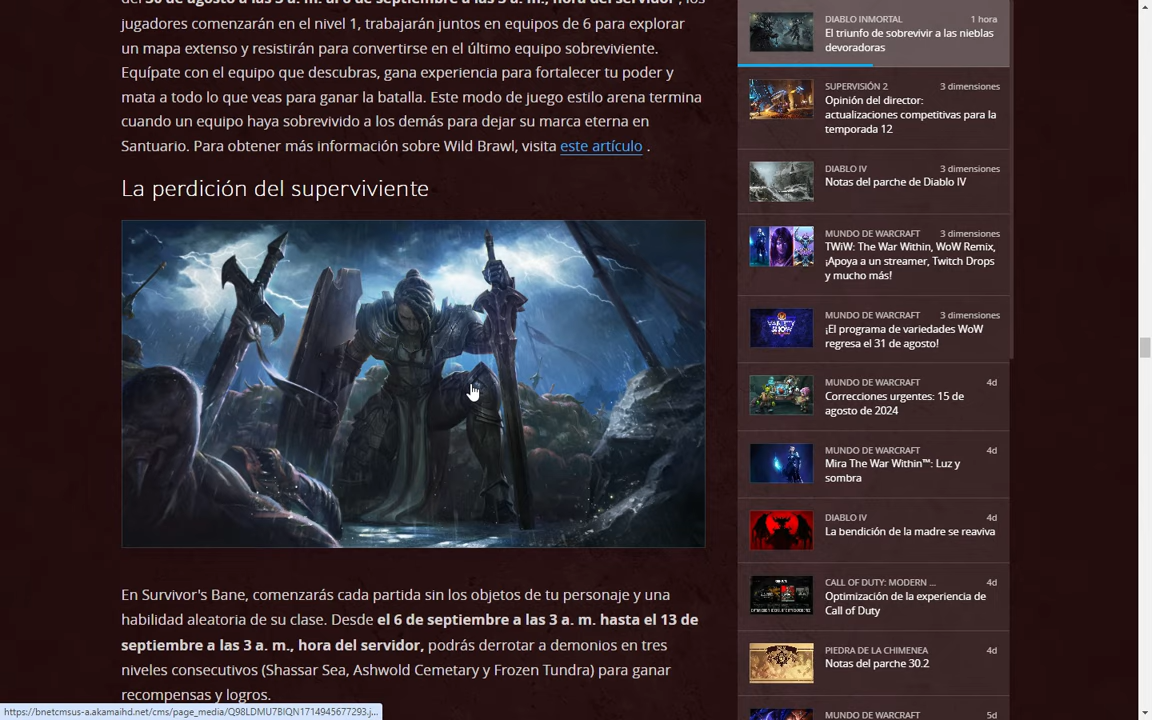 del 30 de agosto a las 3 a. m. al 6 de septiembre a las 3 a. m., hora del servidor , los
jugadores comenzarán en el nivel 1, trabajarán juntos en equipos de 6 para explorar
un mapa extenso y resistirán para convertirse en el último equipo sobreviviente.
Equípate con el equipo que descubras, gana experiencia para fortalecer tu poder y
mata a todo lo que veas para ganar la batalla. Este modo de juego estilo arena termina
cuando un equipo haya sobrevivido a los demás para dejar su marca eterna en
Santuario. Para obtener más información sobre Wild Brawl, visita este artículo .
La perdición del superviviente
En Survivor's Bane, comenzarás cada partida sin los objetos de tu personaje y una
habilidad aleatoria de su clase. Desde el 6 de septiembre a las 3 a. m. hasta el 13 de
septiembre a las 3 a. m., hora del servidor, podrás derrotar a demonios en tres
niveles consecutivos (Shassar Sea, Ashwold Cemetary y Frozen Tundra) para ganar
recompensas y logros.
DIABLO INMORTAL 1 hora
El triunfo de sobrevivir a las nieblas
devoradoras
SUPERVISIÓN 2 3 dimensiones
Opinión del director:
actualizaciones competitivas para la
temporada 12
DIABLO IV 3 dimensiones
Notas del parche de Diablo IV
MUNDO DE WARCRAFT 3 dimensiones
TWiW: The War Within, WoW Remix,
¡Apoya a un streamer, Twitch Drops
y mucho más!
MUNDO DE WARCRAFT 3 dimensiones
¡El programa de variedades WoW
regresa el 31 de agosto!
MUNDO DE WARCRAFT 4d
Correcciones urgentes: 15 de
agosto de 2024
MUNDO DE WARCRAFT 4d
Mira The War Within™: Luz y
sombra
DIABLO IV 4d
La bendición de la madre se reaviva
CALL OF DUTY: MODERN ... 4d
Optimización de la experiencia de
Call of Duty
PIEDRA DE LA CHIMENEA 4d
Notas del parche 30.2
MUNDO DE WARCRAFT 5d
https://bnetcmsus-a.akamaihd.net/cms/page_media/Q98LDMU7BIQN1714945677293.j...